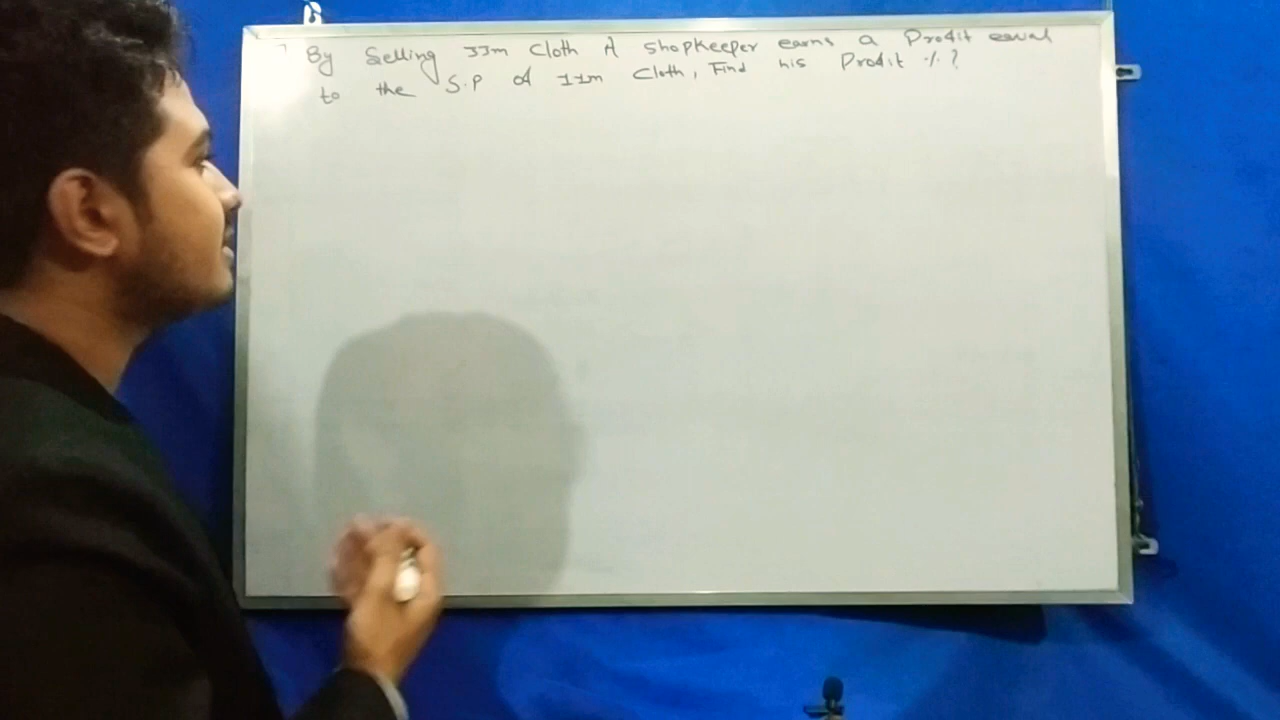 By Selling 33m Cloth A shopkeeper earns a Profit equal
to the S.P of 11m Cloth, Find his Profit %?